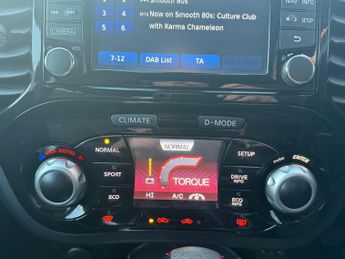 Smooth 80s
3 4 Now on Smooth 80s: Culture Club
5 6 with Karma Chameleon
7-12 DAB List TA
CAMERA
VOL
NAVI INFO
SETUP
CLIMATE D-MODE
NORMAL
NORMAL
SETUP
AUTO
ENTER
SPORT
TORQUE
DRIVE INFO
ECO
HI A/C
ECO INFO